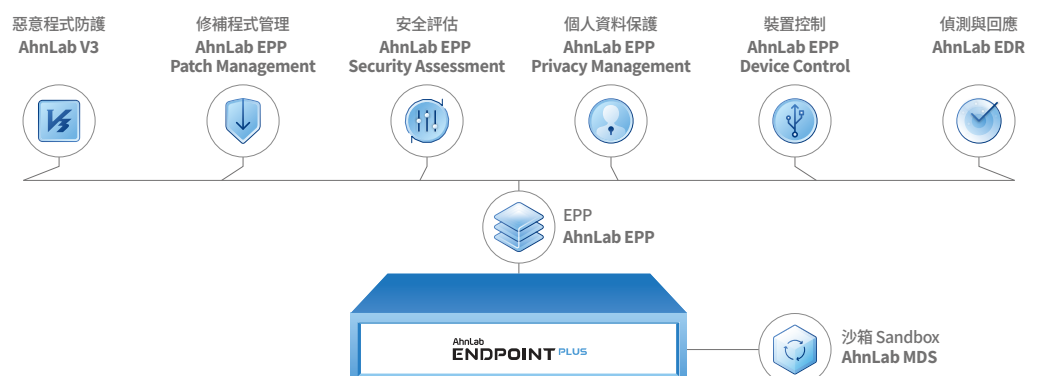 惡意程式防護
AhnLab V3
修補程式管理
AhnLab EPP
Patch Management
安全評估
AhnLab EPP
Security Assessment
個人資料保護
AhnLab EPP
Privacy Management
裝置控制
AhnLab EPP
Device Control
偵測與回應
AhnLab EDR
V3
EPP
AhnLab EPP
AhnLab
ENDPOINT PLUS
沙箱 Sandbox
AhnLab MDS